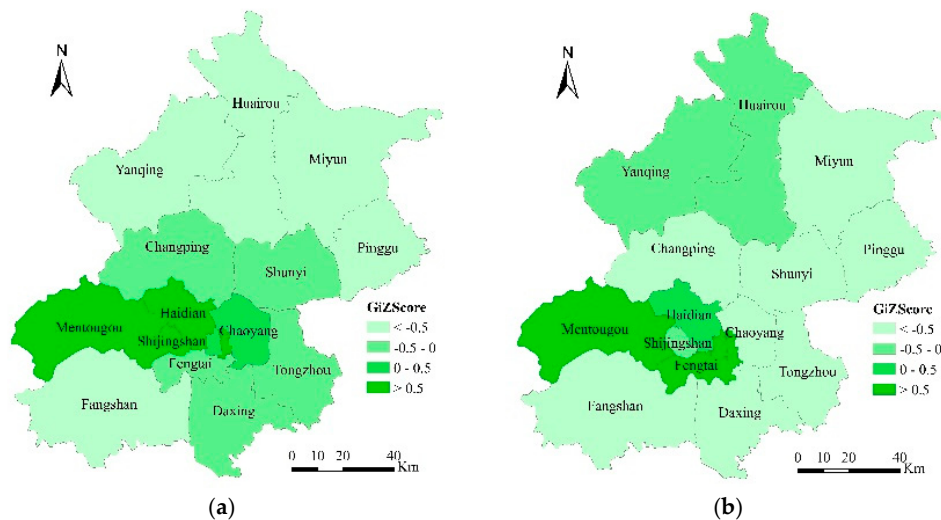 N
Huairou
Miyun
Yanqing
Changping
Shunyi
Pinggu
Haidian
Mentougou
Chaoyang
Shijingshan
Fengtai
Tongzhou
Fangshan
Daxing
GiZScore
< -0.5
-0.5 - 0
0 - 0.5
> 0.5
0 10 20 40
Km
(a)
N
Huairou
Miyun
Yanqing
Changping
Pinggu
Shunyi
Haidian
Mentougou
Chaoyang
Shijingshan
Fengtai
Tongzhou
Fangshan
Daxing
GiZScore
< -0.5
-0.5 - 0
0 - 0.5
> 0.5
0 10 20 40
Km
(b)